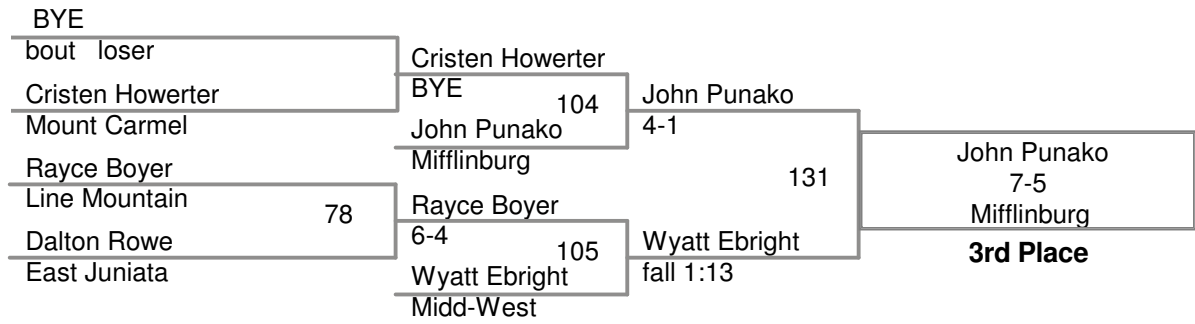 BYE
bout loser
Cristen Howerter
Mount Carmel
Rayce Boyer
Line Mountain
78
Dalton Rowe
East Juniata
Cristen Howerter
BYE
104
John Punako
Mifflinburg
Rayce Boyer
6-4
105
Wyatt Ebright
Midd-West
John Punako
4-1
131
Wyatt Ebright
fall 1:13
John Punako
7-5
Mifflinburg
3rd Place